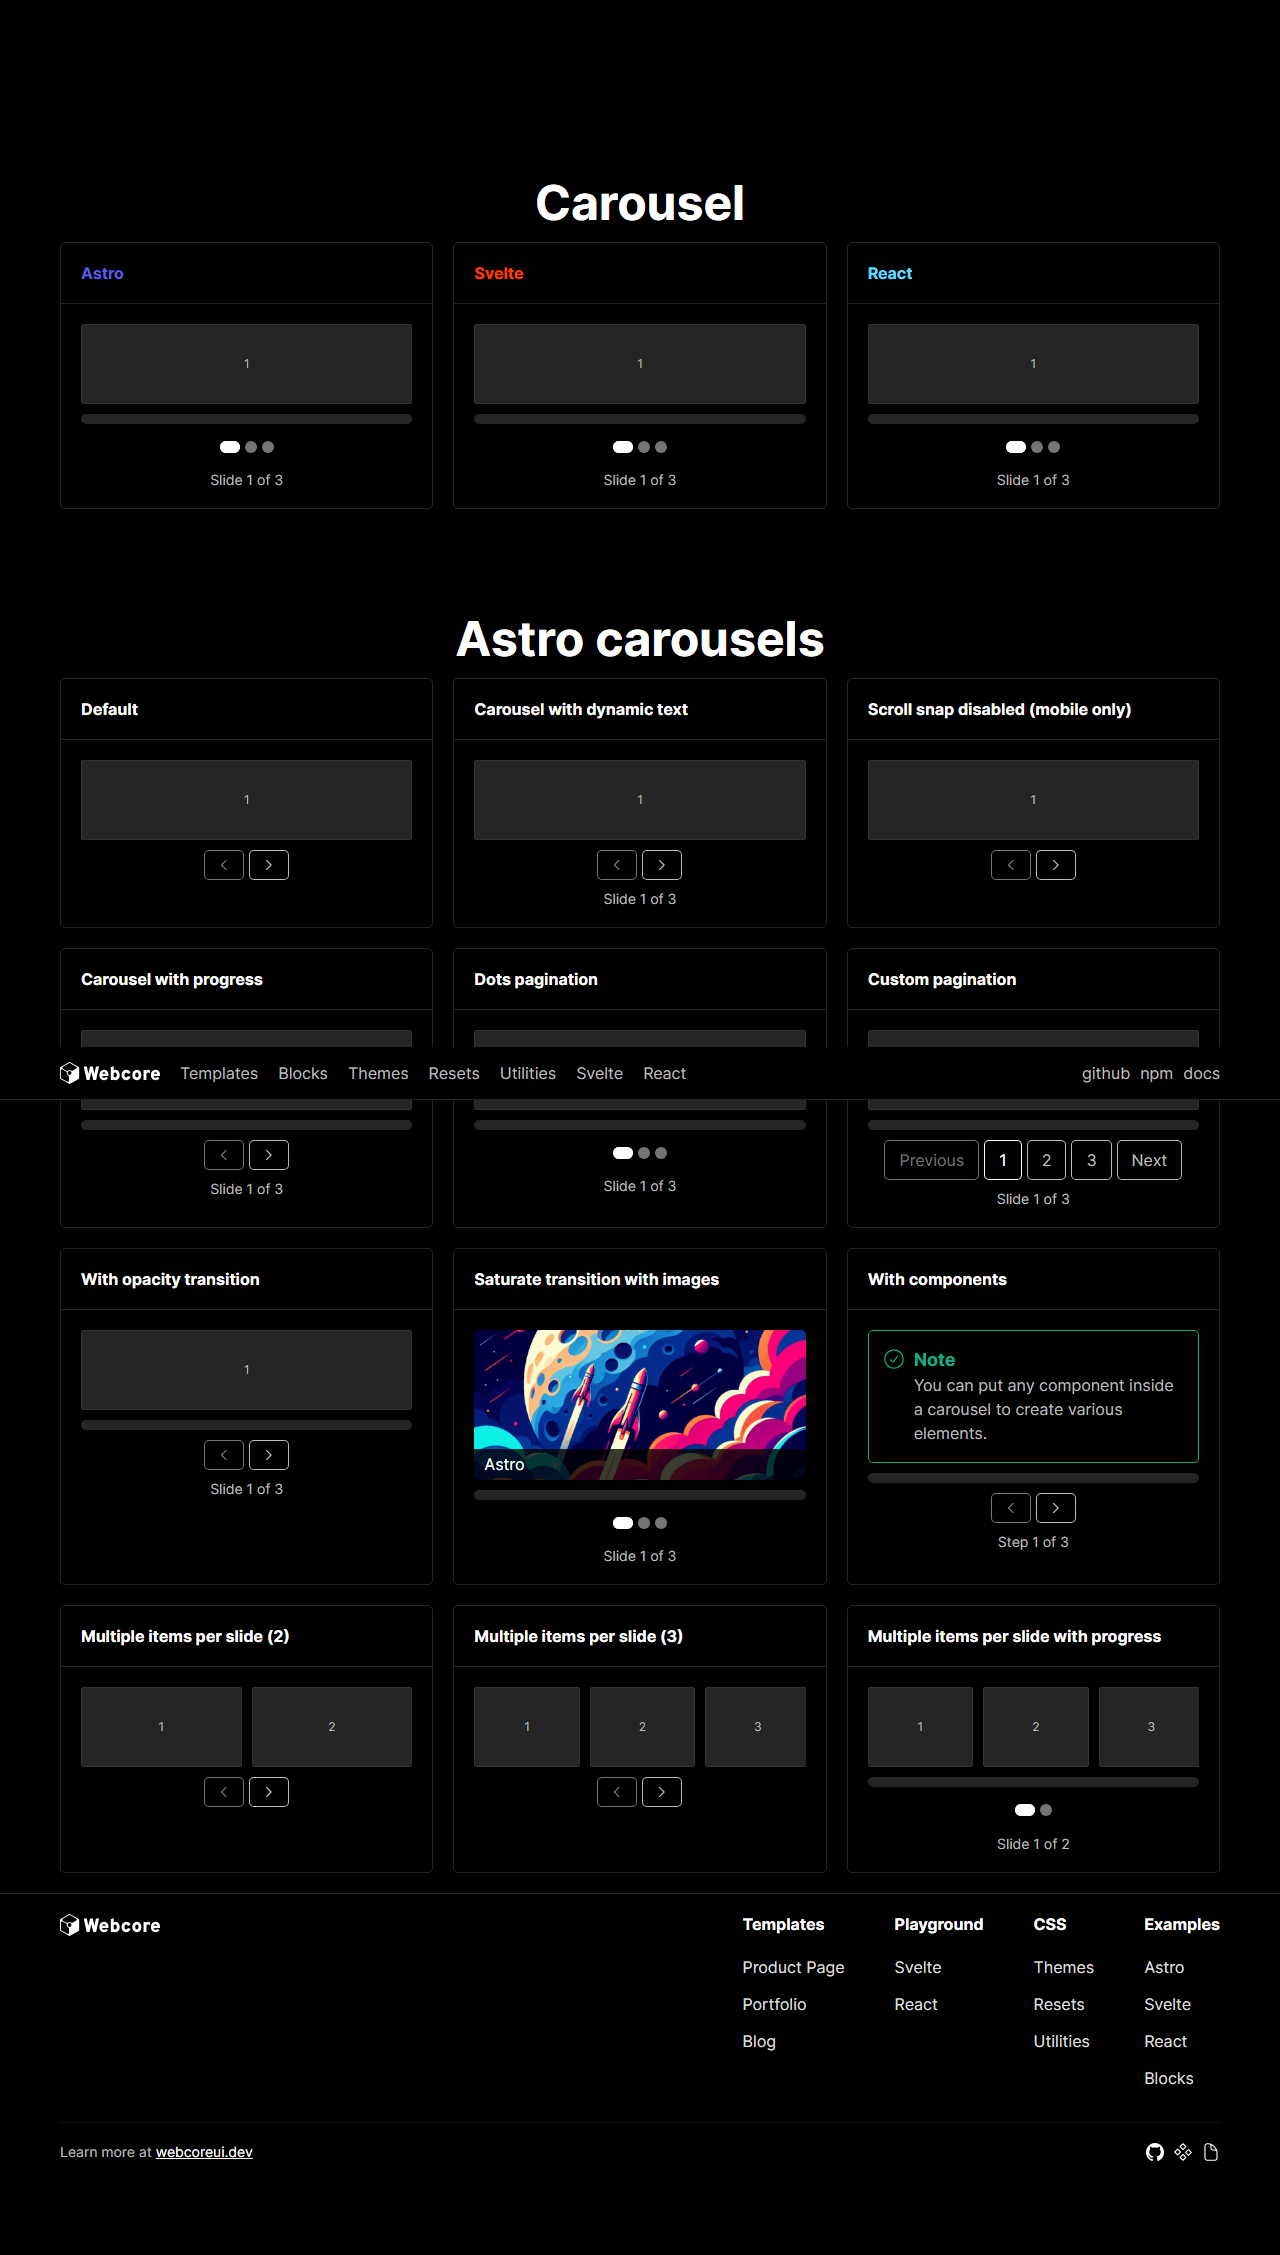 Carousel
Astro
Svelte
React
1
1
1
Slide 1 of 3
Slide 1 of 3
Slide 1 of 3
Astro carousels
Default
Carousel with dynamic text
Scroll snap disabled (mobile only)
1
1
1
Slide 1 of 3
Carousel with progress
Dots pagination
Custom pagination
Webcore
Templates
Blocks
Themes
Resets
Utilities
Svelte
React
github
npm
docs
Previous
1
2
3
Next
Slide 1 of 3
Slide 1 of 3
Slide 1 of 3
With opacity transition
Saturate transition with images
With components
1
Slide 1 of 3
Astro
Slide 1 of 3
Note
You can put any component inside
a carousel to create various
elements.
Step 1 of 3
Multiple items per slide (2)
Multiple items per slide (3)
Multiple items per slide with progress
1
2
1
2
3
1
2
3
Slide 1 of 2
Webcore
Templates
Product Page
Portfolio
Blog
Playground
Svelte
React
CSS
Themes
Resets
Utilities
Examples
Astro
Svelte
React
Blocks
Learn more at webcoreui.dev